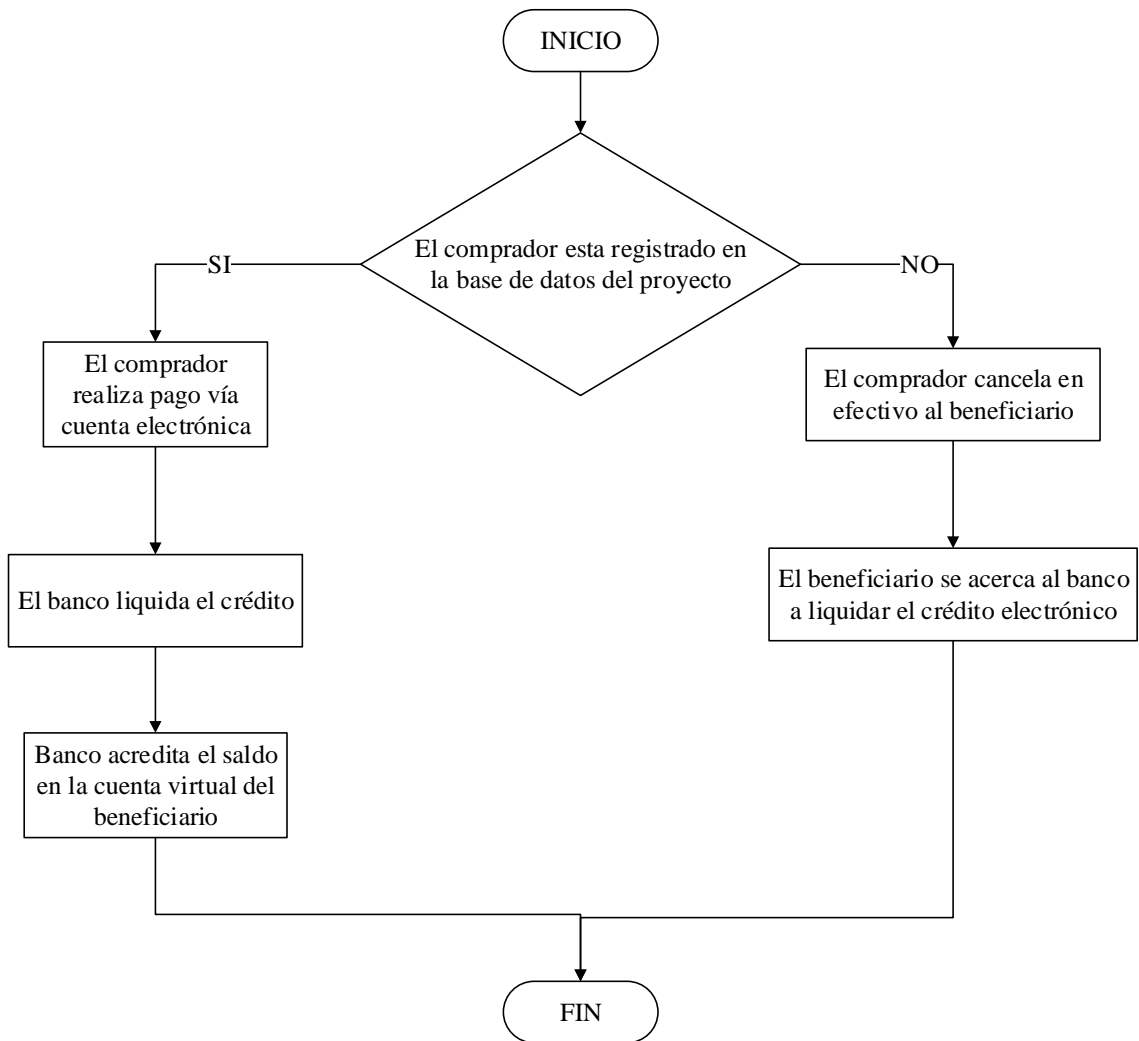 INICIO
El comprador esta registrado en
la base de datos del proyecto
SI
NO
El comprador
realiza pago vía
cuenta electrónica
El comprador cancela en
efectivo al beneficiario
El banco liquida el crédito
El beneficiario se acerca al banco
a liquidar el crédito electrónico
Banco acredita el saldo
en la cuenta virtual del
beneficiario
FIN